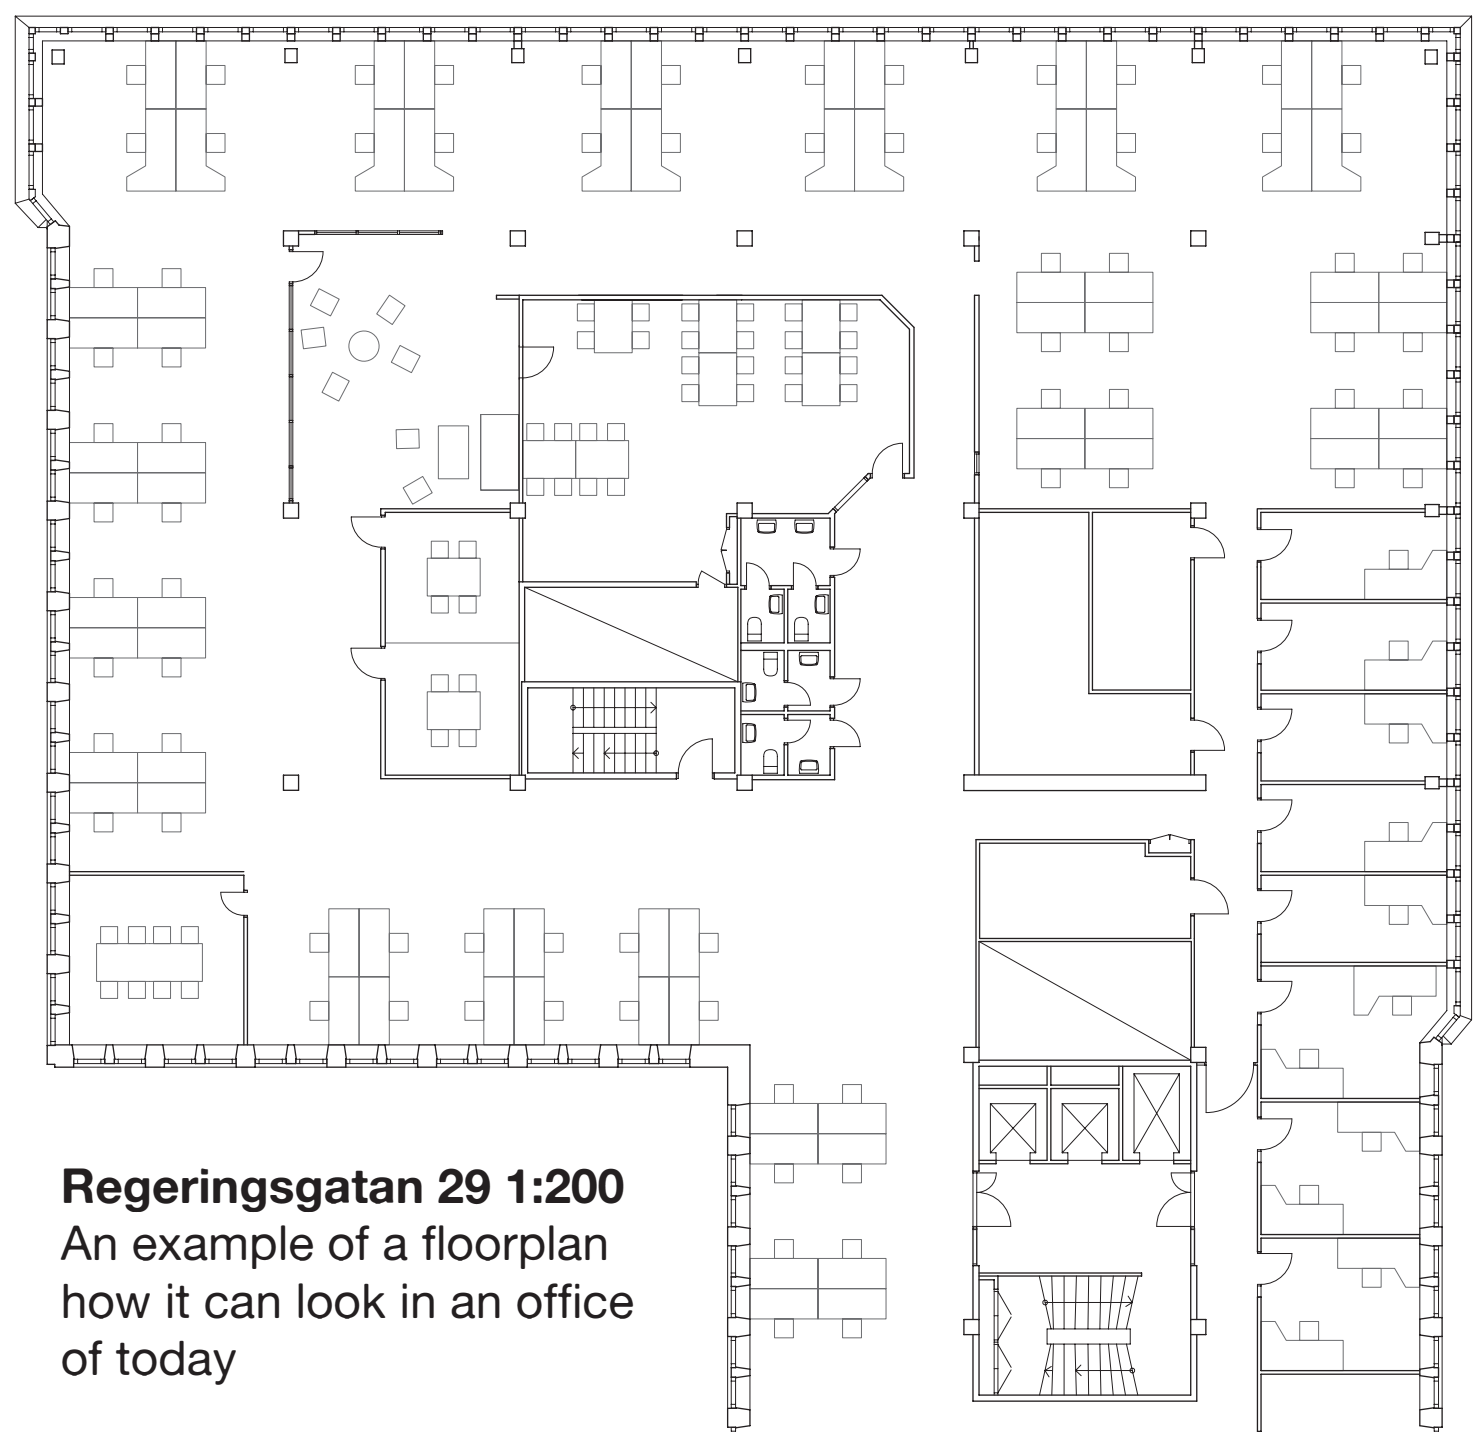 Regeringsgatan 29 1:200
An example of a floorplan
how it can look in an office
of today